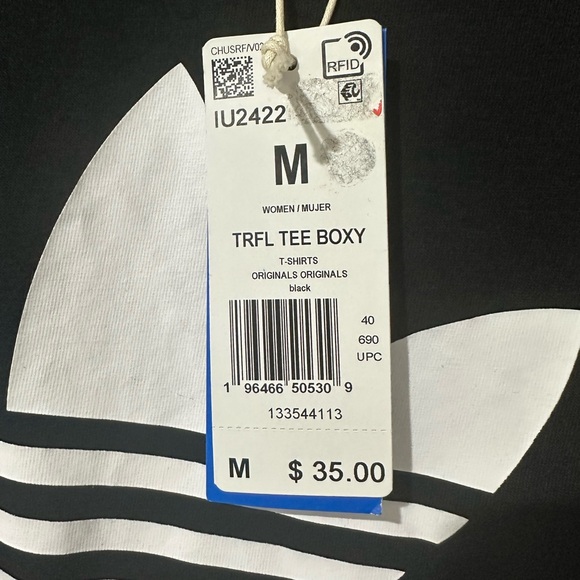 CHUSRF/V02
RFID
IU2422
M
WOMEN / MUJER
TRFL TEE BOXY
T-SHIRTS
ORIGINALS ORIGINALS
black
40
690
UPC
1 96466 50530 9
133544113
M $ 35.00